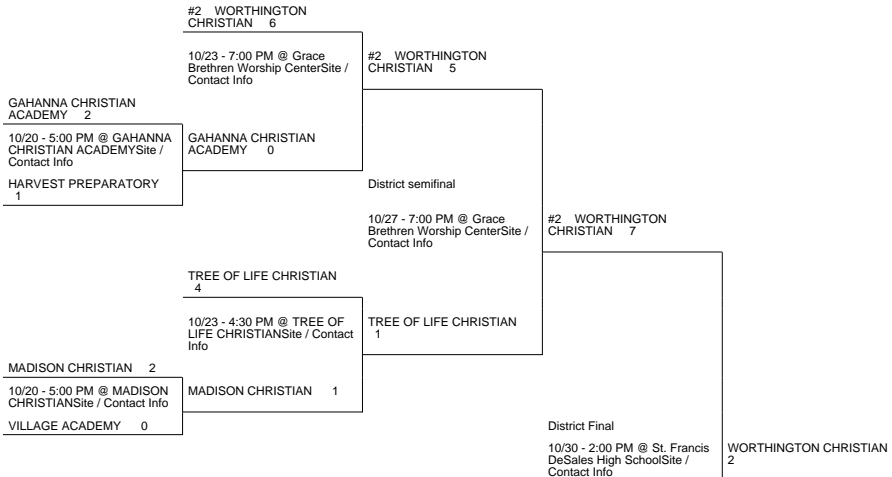 #2 WORTHINGTON
CHRISTIAN 6
10/23 - 7:00 PM @ Grace
Brethren Worship CenterSite /
Contact Info
#2 WORTHINGTON
CHRISTIAN 5
GAHANNA CHRISTIAN
ACADEMY 2
10/20 - 5:00 PM @ GAHANNA
CHRISTIAN ACADEMYSite /
Contact Info
GAHANNA CHRISTIAN
ACADEMY 0
HARVEST PREPARATORY
1
District semifinal
10/27 - 7:00 PM @ Grace
Brethren Worship CenterSite /
Contact Info
#2 WORTHINGTON
CHRISTIAN 7
TREE OF LIFE CHRISTIAN
4
10/23 - 4:30 PM @ TREE OF
LIFE CHRISTIANSite / Contact
Info
TREE OF LIFE CHRISTIAN
1
MADISON CHRISTIAN 2
10/20 - 5:00 PM @ MADISON
CHRISTIANSite / Contact Info
MADISON CHRISTIAN 1
VILLAGE ACADEMY 0
District Final
10/30 - 2:00 PM @ St. Francis
DeSales High SchoolSite /
Contact Info
WORTHINGTON CHRISTIAN
2